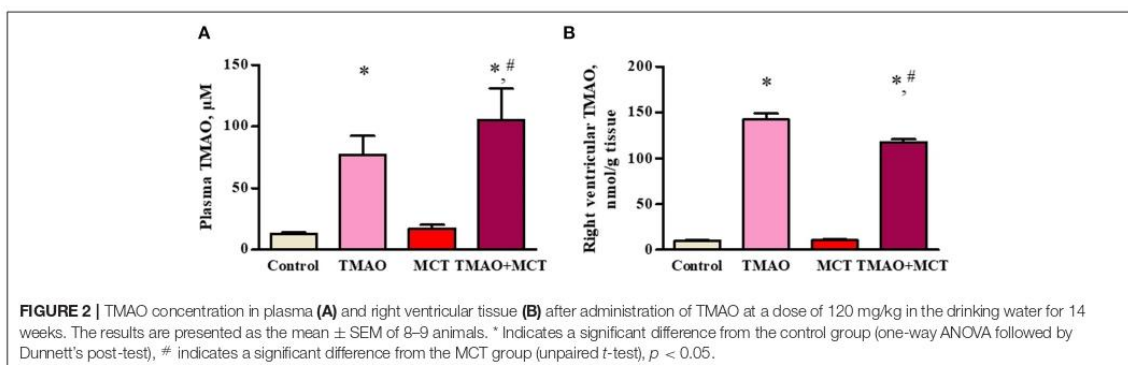 A
B
Plasma TMAO, µM
150
100
50
0
*
*,#
Control TMAO MCT TMAO+MCT
Right ventricular TMAO,
nmol/g tissue
200
150
100
50
0
*
*,#
Control TMAO MCT TMAO+MCT
FIGURE 2 | TMAO concentration in plasma (A) and right ventricular tissue (B) after administration of TMAO at a dose of 120 mg/kg in the drinking water for 14
weeks. The results are presented as the mean ± SEM of 8–9 animals. * Indicates a significant difference from the control group (one-way ANOVA followed by
Dunnett's post-test), # indicates a significant difference from the MCT group (unpaired t-test), p < 0.05.